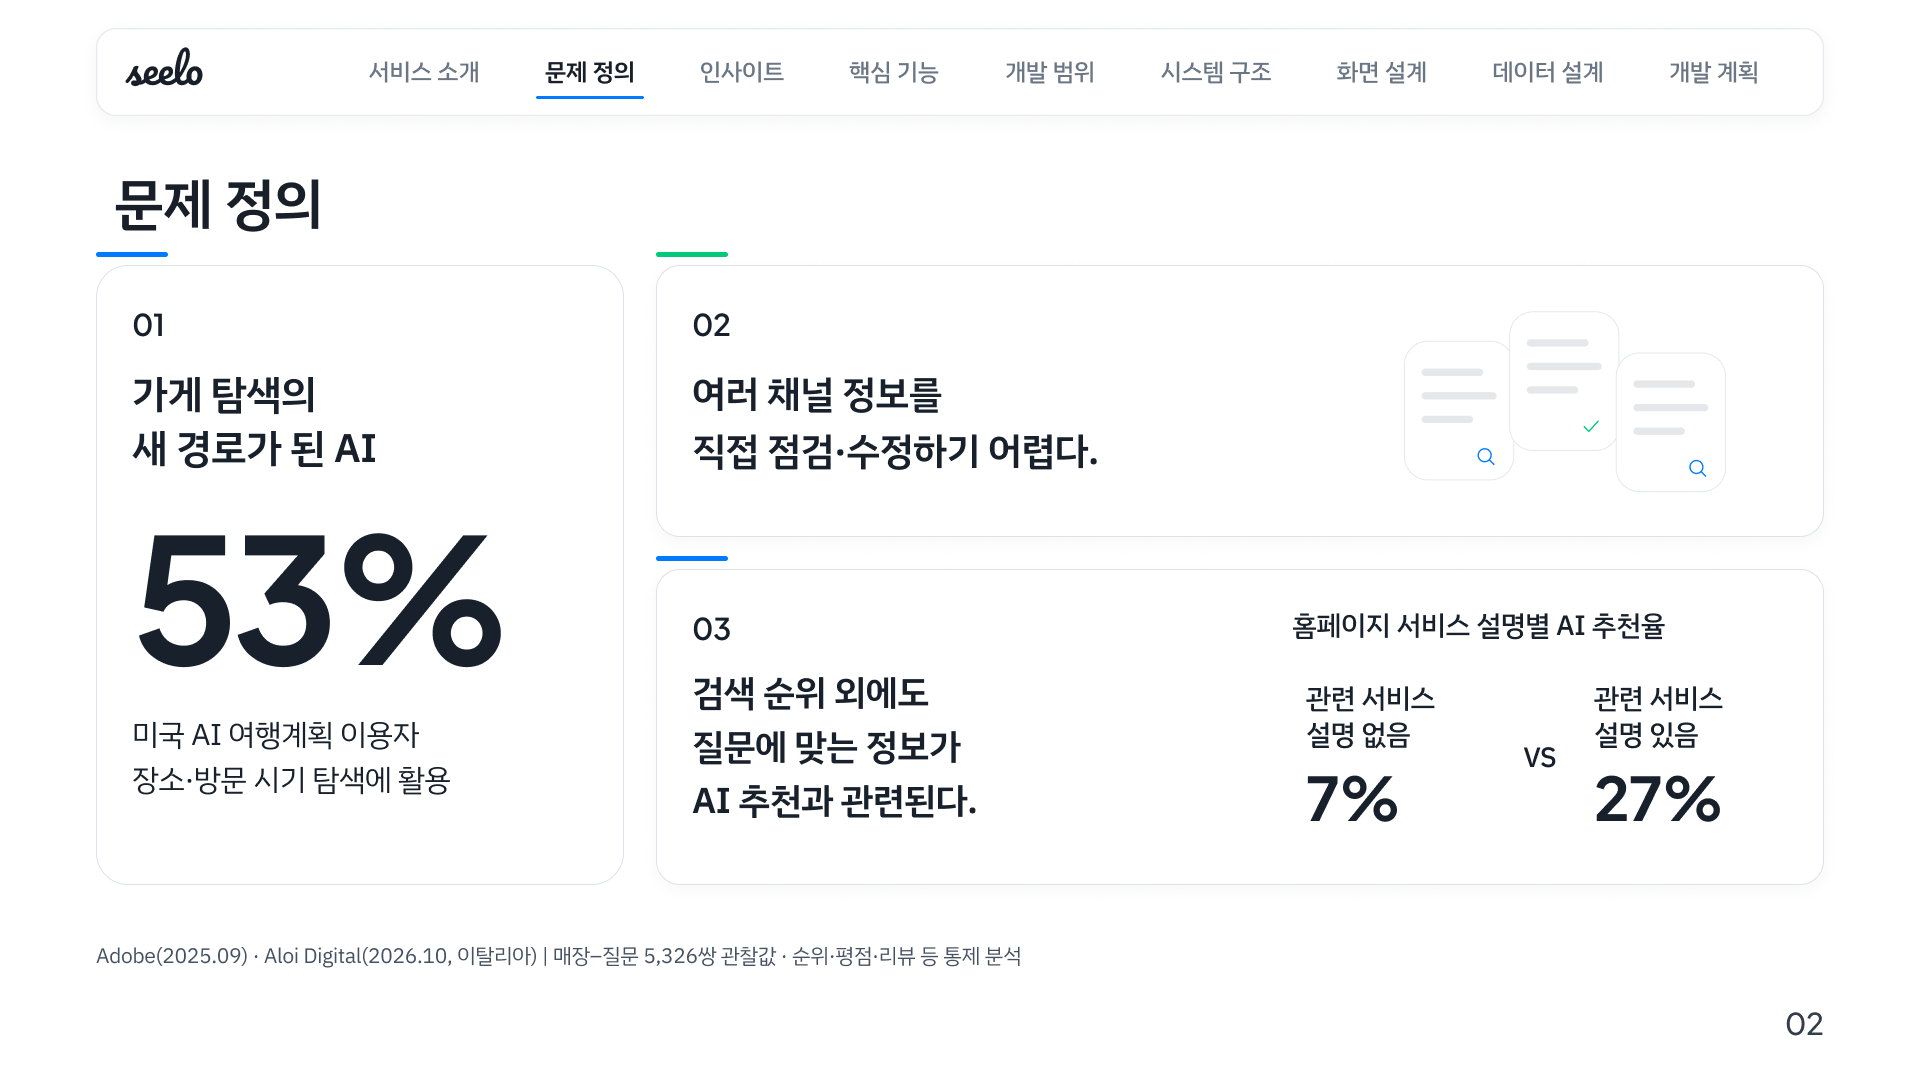 seelo
서비스 소개
문제 정의
인사이트
핵심 기능
개발 범위
시스템 구조
화면 설계
데이터 설계
개발 계획
문제 정의
01
가게 탐색의
새 경로가 된 AI
53%
미국 AI 여행계획 이용자
장소·방문 시기 탐색에 활용
02
여러 채널 정보를
직접 점검·수정하기 어렵다.
03
검색 순위 외에도
질문에 맞는 정보가
AI 추천과 관련된다.
홈페이지 서비스 설명별 AI 추천율
관련 서비스
설명 없음
7%
VS
관련 서비스
설명 있음
27%
Adobe(2025.09) · Aloi Digital(2026.10, 이탈리아) | 매장–질문 5,326쌍 관찰값 · 순위·평점·리뷰 등 통제 분석
02